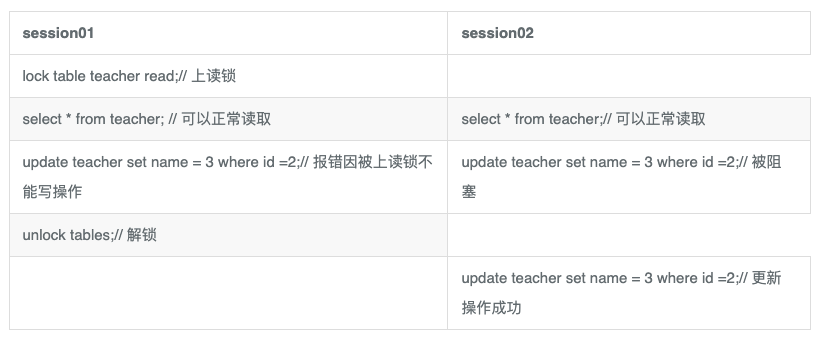 session01
session02
lock table teacher read;// 上读锁
select * from teacher; // 可以正常读取
select * from teacher;// 可以正常读取
update teacher set name = 3 where id =2;// 报错因被上读锁不
能写操作
update teacher set name = 3 where id =2;// 被阻
塞
unlock tables;// 解锁
update teacher set name = 3 where id =2;// 更新
操作成功